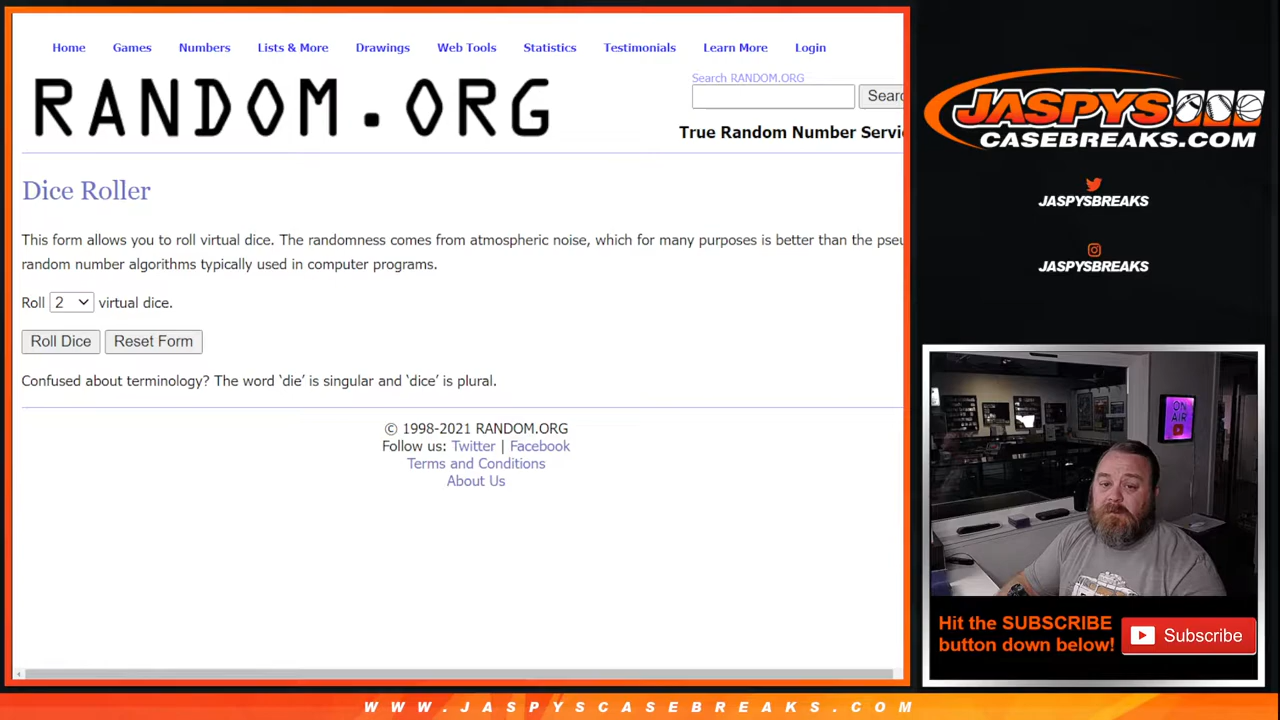 Home Games Numbers Lists & More Drawings Web Tools Statistics Testimonials Learn More Login
RANDOM.ORG
Search RANDOM.ORG
Searc
True Random Number Servi
Dice Roller
This form allows you to roll virtual dice. The randomness comes from atmospheric noise, which for many purposes is better than the pseu
random number algorithms typically used in computer programs.
Roll 2 virtual dice.
Roll Dice Reset Form
Confused about terminology? The word ‘die’ is singular and ‘dice’ is plural.
© 1998-2021 RANDOM.ORG
Follow us: Twitter | Facebook
Terms and Conditions
About Us
JASPYS
CASEBREAKS.COM
JASPYSBREAKS
JASPYSBREAKS
ON
AIR
Hit the SUBSCRIBE
button down below!
Subscribe
WWW.JASPYSCASEBREAKS.COM